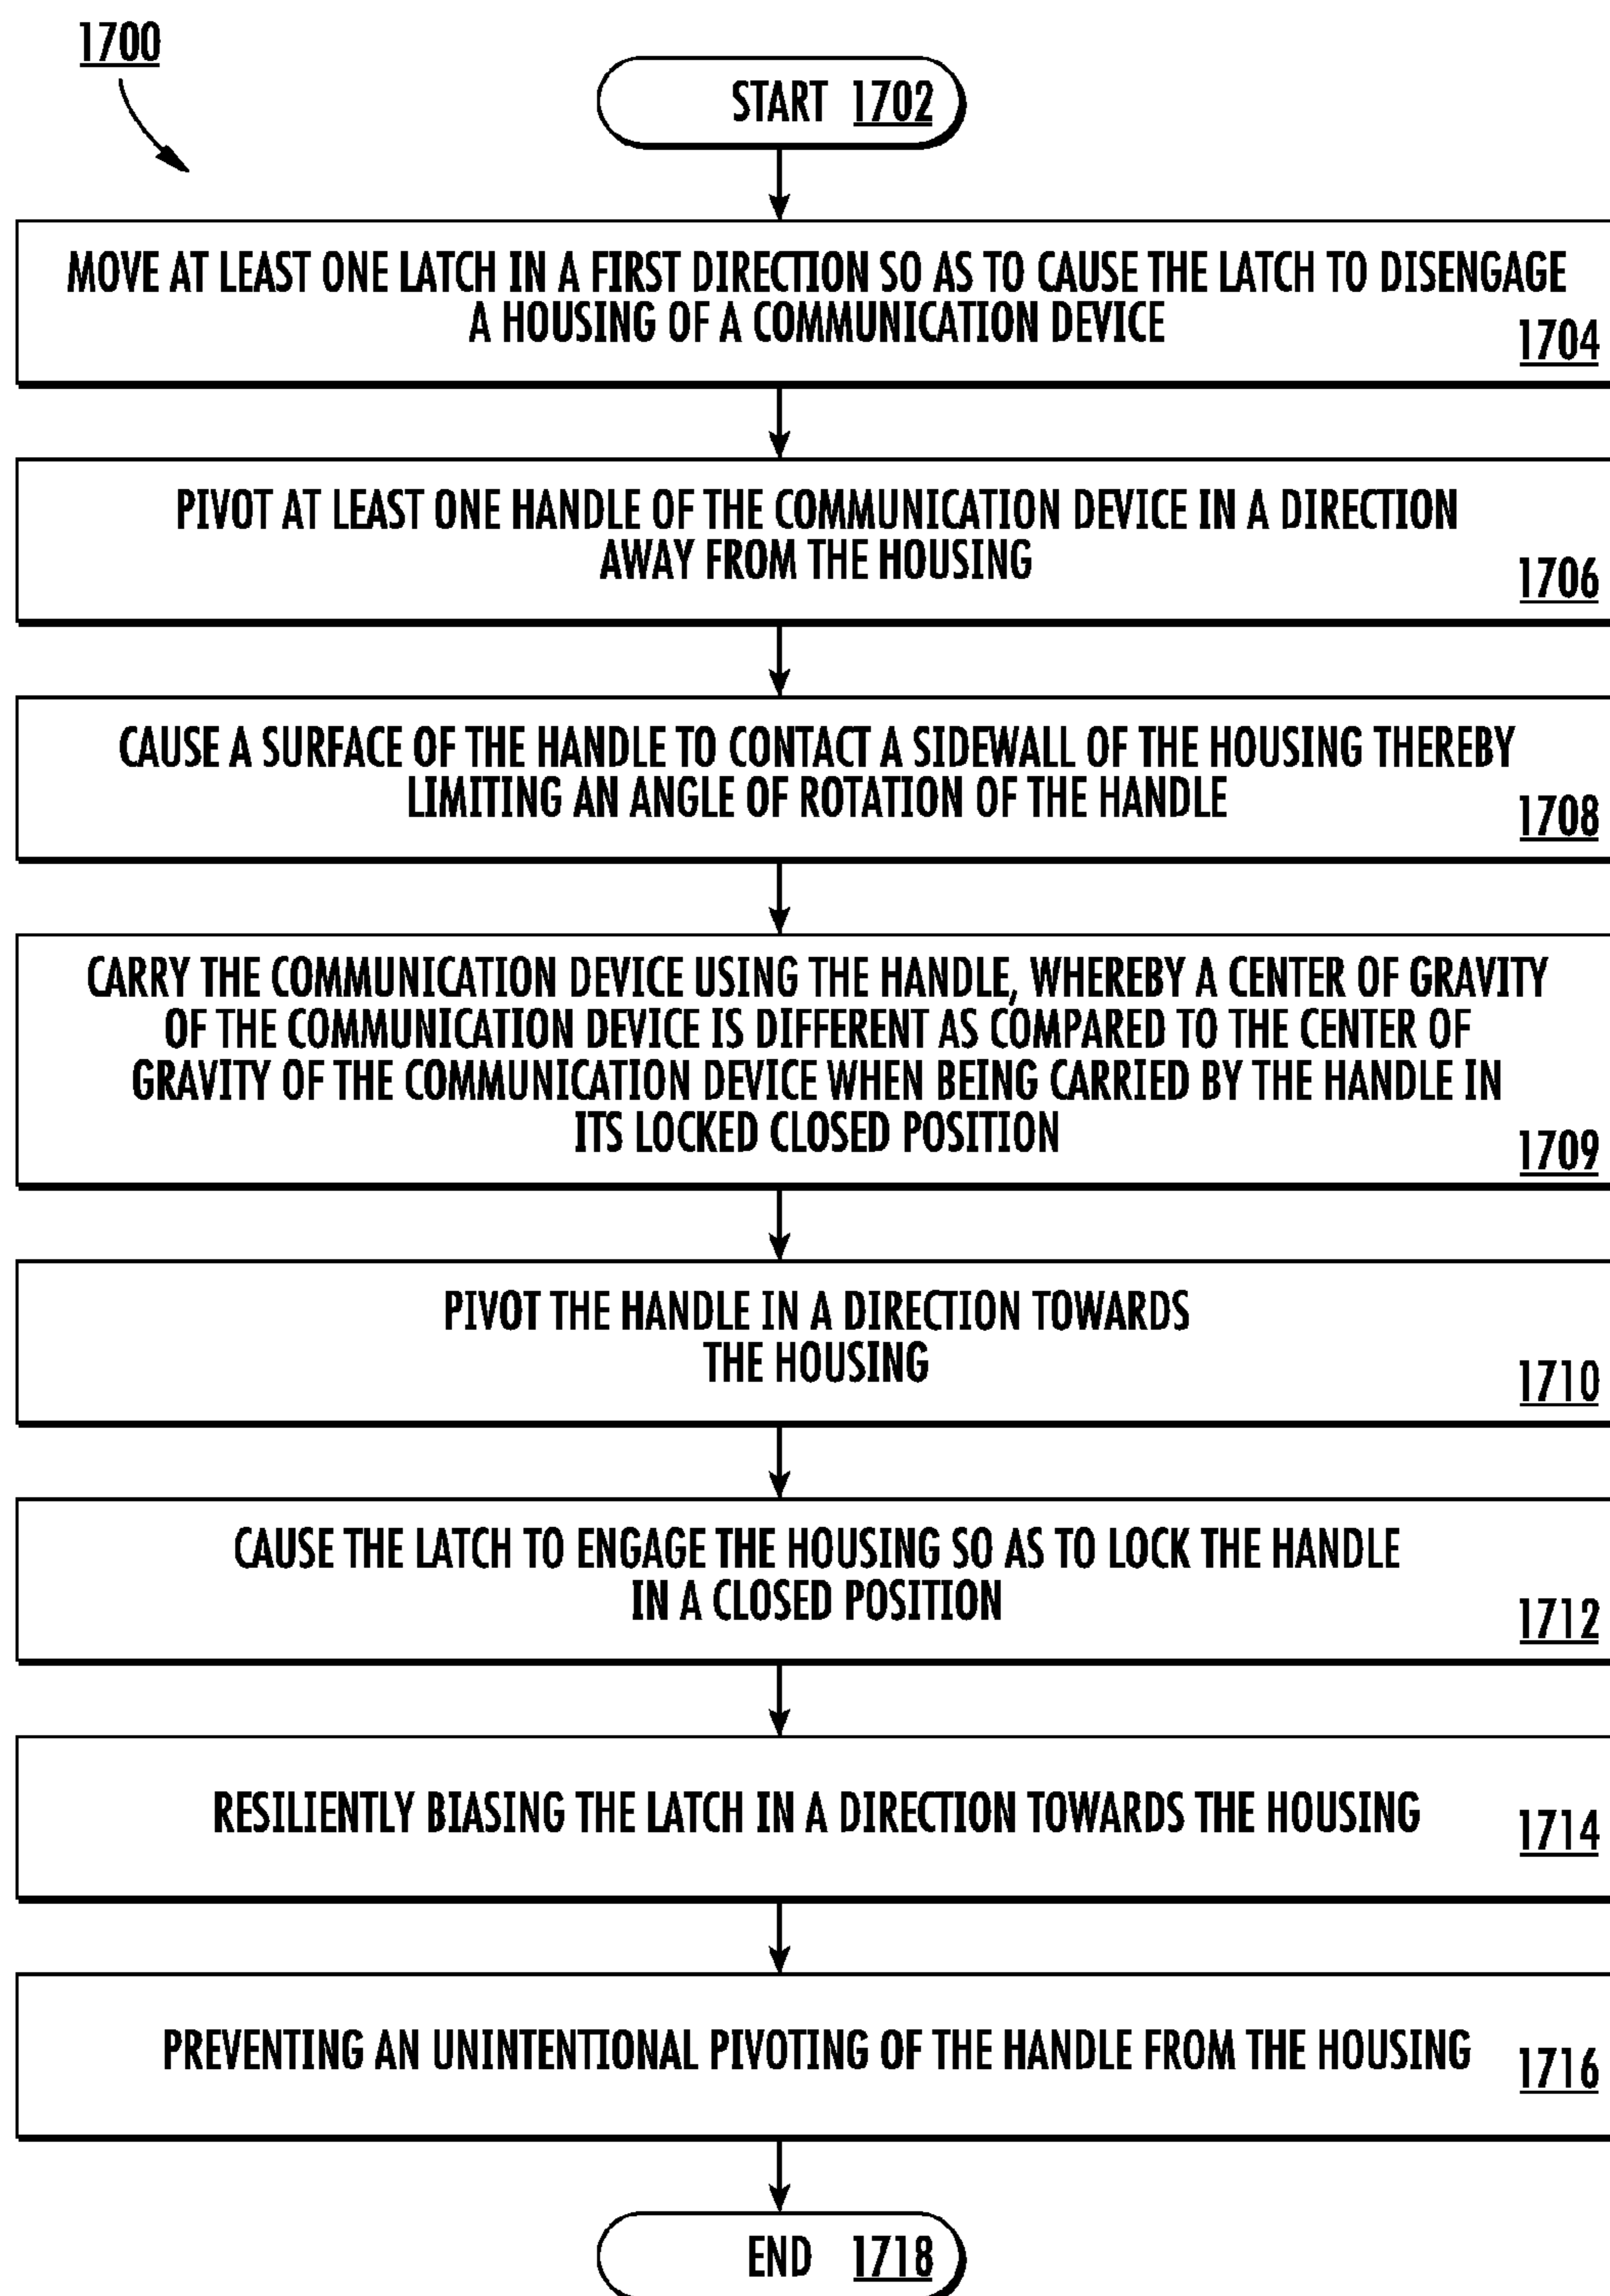 1700
START 1702
MOVE AT LEAST ONE LATCH IN A FIRST DIRECTION SO AS TO CAUSE THE LATCH TO DISENGAGE
A HOUSING OF A COMMUNICATION DEVICE
1704
PIVOT AT LEAST ONE HANDLE OF THE COMMUNICATION DEVICE IN A DIRECTION
AWAY FROM THE HOUSING
1706
CAUSE A SURFACE OF THE HANDLE TO CONTACT A SIDEWALL OF THE HOUSING THEREBY
LIMITING AN ANGLE OF ROTATION OF THE HANDLE
1708
CARRY THE COMMUNICATION DEVICE USING THE HANDLE, WHEREBY A CENTER OF GRAVITY
OF THE COMMUNICATION DEVICE IS DIFFERENT AS COMPARED TO THE CENTER OF
GRAVITY OF THE COMMUNICATION DEVICE WHEN BEING CARRIED BY THE HANDLE IN
ITS LOCKED CLOSED POSITION
1709
PIVOT THE HANDLE IN A DIRECTION TOWARDS
THE HOUSING
1710
CAUSE THE LATCH TO ENGAGE THE HOUSING SO AS TO LOCK THE HANDLE
IN A CLOSED POSITION
1712
RESILIENTLY BIASING THE LATCH IN A DIRECTION TOWARDS THE HOUSING
1714
PREVENTING AN UNINTENTIONAL PIVOTING OF THE HANDLE FROM THE HOUSING
1716
END 1718